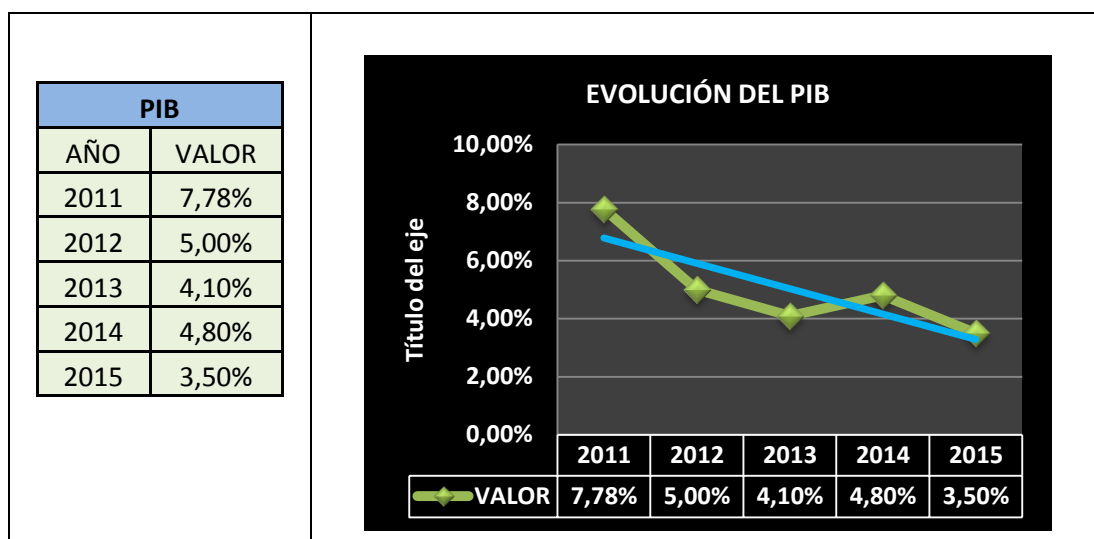 PIB
AÑO VALOR
2011 7,78%
2012 5,00%
2013 4,10%
2014 4,80%
2015 3,50%
EVOLUCIÓN DEL PIB
Título del eje
10,00%
8,00%
6,00%
4,00%
2,00%
0,00%
2011 2012 2013 2014 2015
VALOR 7,78% 5,00% 4,10% 4,80% 3,50%